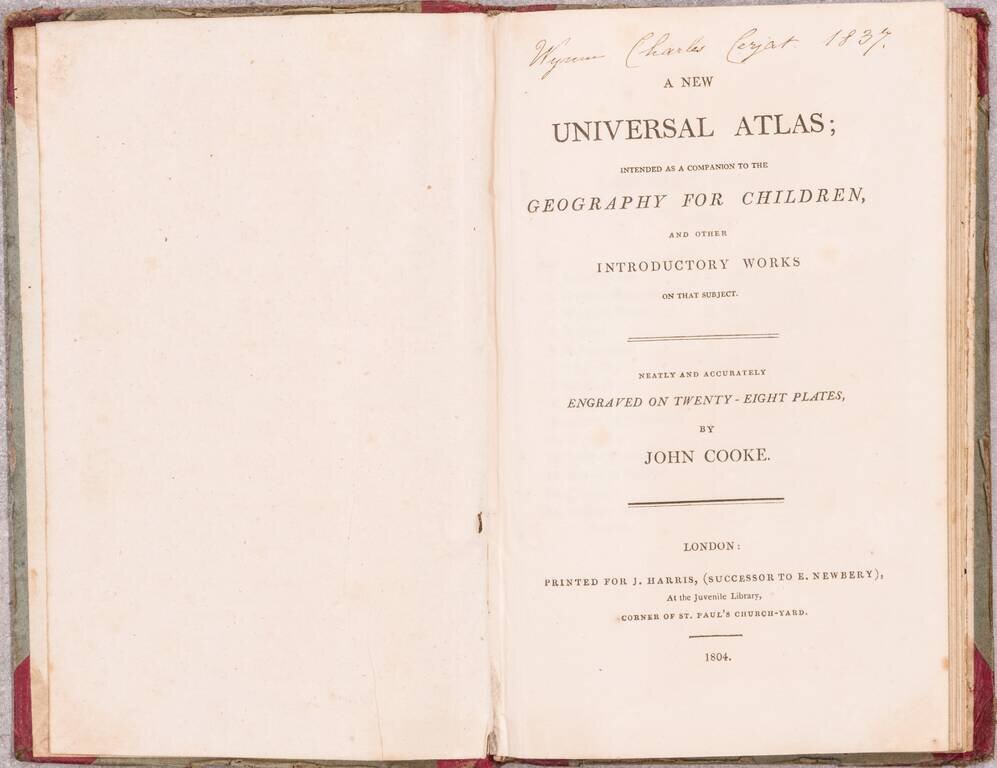 Wynne Charles Cerjat. 1837.
A NEW
UNIVERSAL ATLAS;
INTENDED AS A COMPANION TO THE
GEOGRAPHY FOR CHILDREN,
AND OTHER
INTRODUCTORY WORKS
ON THAT SUBJECT.
NEATLY AND ACCURATELY
ENGRAVED ON TWENTY-EIGHT PLATES,
BY
JOHN COOKE.
LONDON:
PRINTED FOR J. HARRIS, (SUCCESSOR TO E. NEWBERY),
At the Juvenile Library,
CORNER OF ST. PAUL'S CHURCH-YARD.
1804.